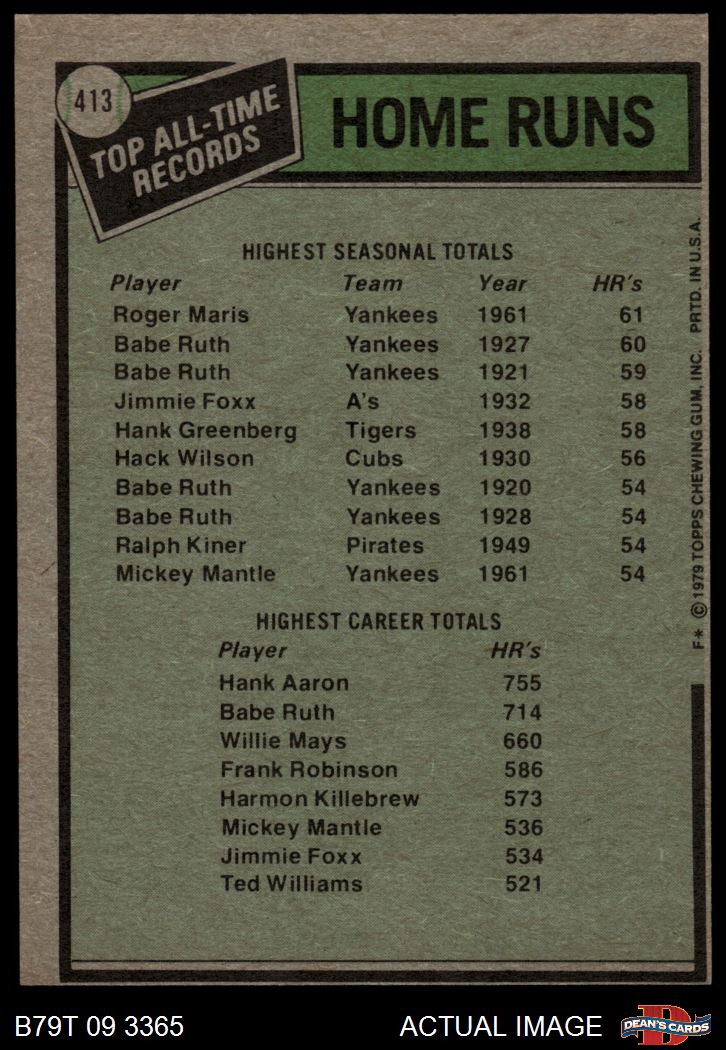 413
TOP ALL-TIME
RECORDS
HOME RUNS
HIGHEST SEASONAL TOTALS
Player Team Year HR's
Roger Maris Yankees 1961 61
Babe Ruth Yankees 1927 60
Babe Ruth Yankees 1921 59
Jimmie Foxx A's 1932 58
Hank Greenberg Tigers 1938 58
Hack Wilson Cubs 1930 56
Babe Ruth Yankees 1920 54
Babe Ruth Yankees 1928 54
Ralph Kiner Pirates 1949 54
Mickey Mantle Yankees 1961 54
HIGHEST CAREER TOTALS
Player HR's
Hank Aaron 755
Babe Ruth 714
Willie Mays 660
Frank Robinson 586
Harmon Killebrew 573
Mickey Mantle 536
Jimmie Foxx 534
Ted Williams 521
F* © 1979 TOPPS CHEWING GUM, INC. PRTD. IN U.S.A.
B79T 09 3365
ACTUAL IMAGE
D
DEAN'S CARDS